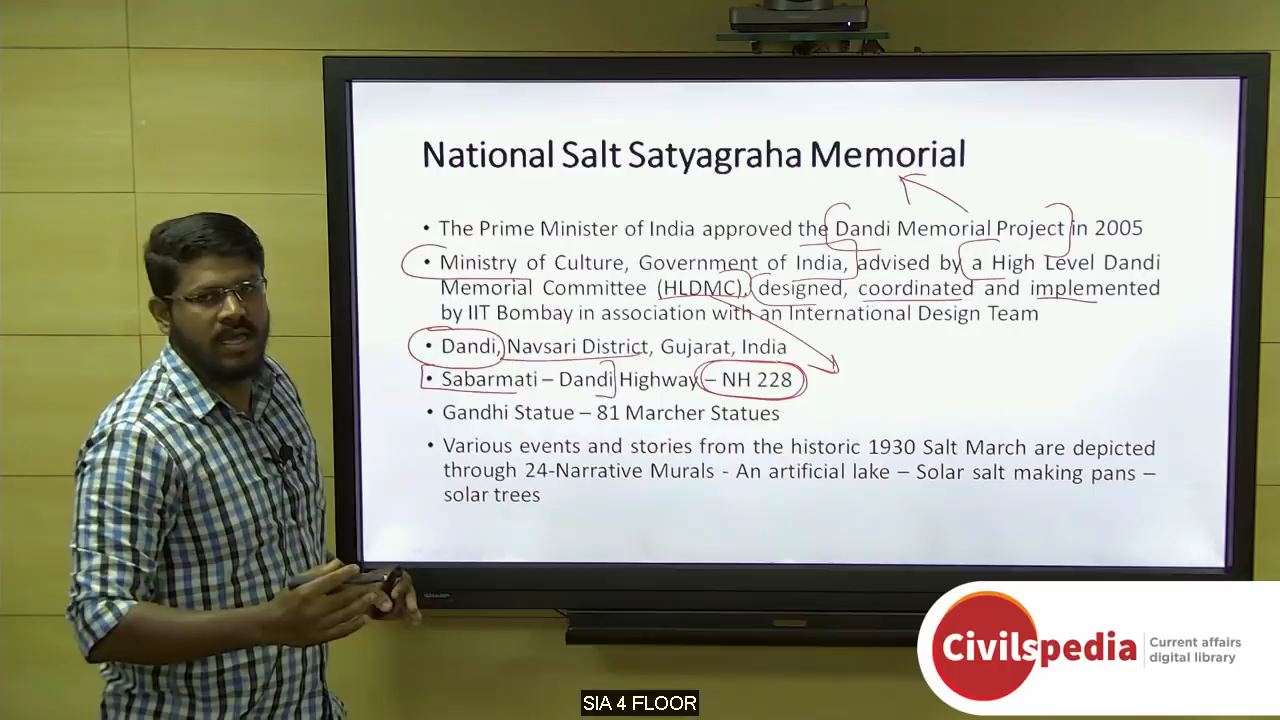 National Salt Satyagraha Memorial
• The Prime Minister of India approved the Dandi Memorial Project in 2005
• Ministry of Culture, Government of India, advised by a High Level Dandi
Memorial Committee (HLDMC), designed, coordinated and implemented
by IIT Bombay in association with an International Design Team
• Dandi, Navsari District, Gujarat, India
• Sabarmati – Dandi Highway – NH 228
• Gandhi Statue – 81 Marcher Statues
• Various events and stories from the historic 1930 Salt March are depicted
through 24-Narrative Murals - An artificial lake – Solar salt making pans –
solar trees
SHARP
Civilspedia
Current affairs
digital library
SIA 4 FLOOR